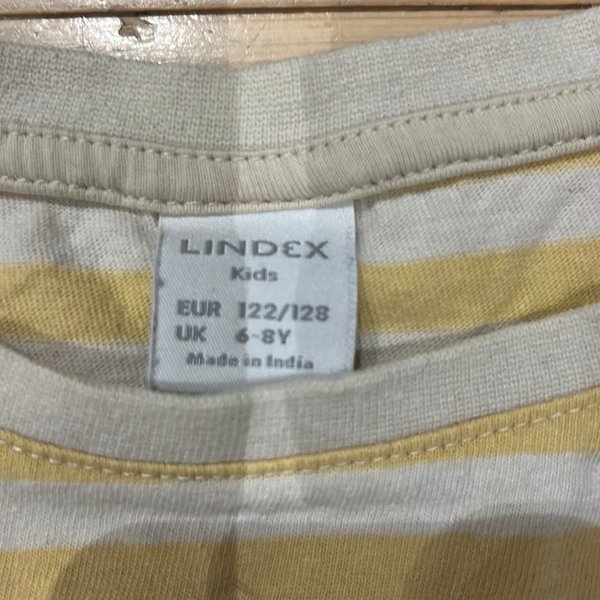 LINDEX
Kids
EUR 122/128
UK 6-8Y
Made in India